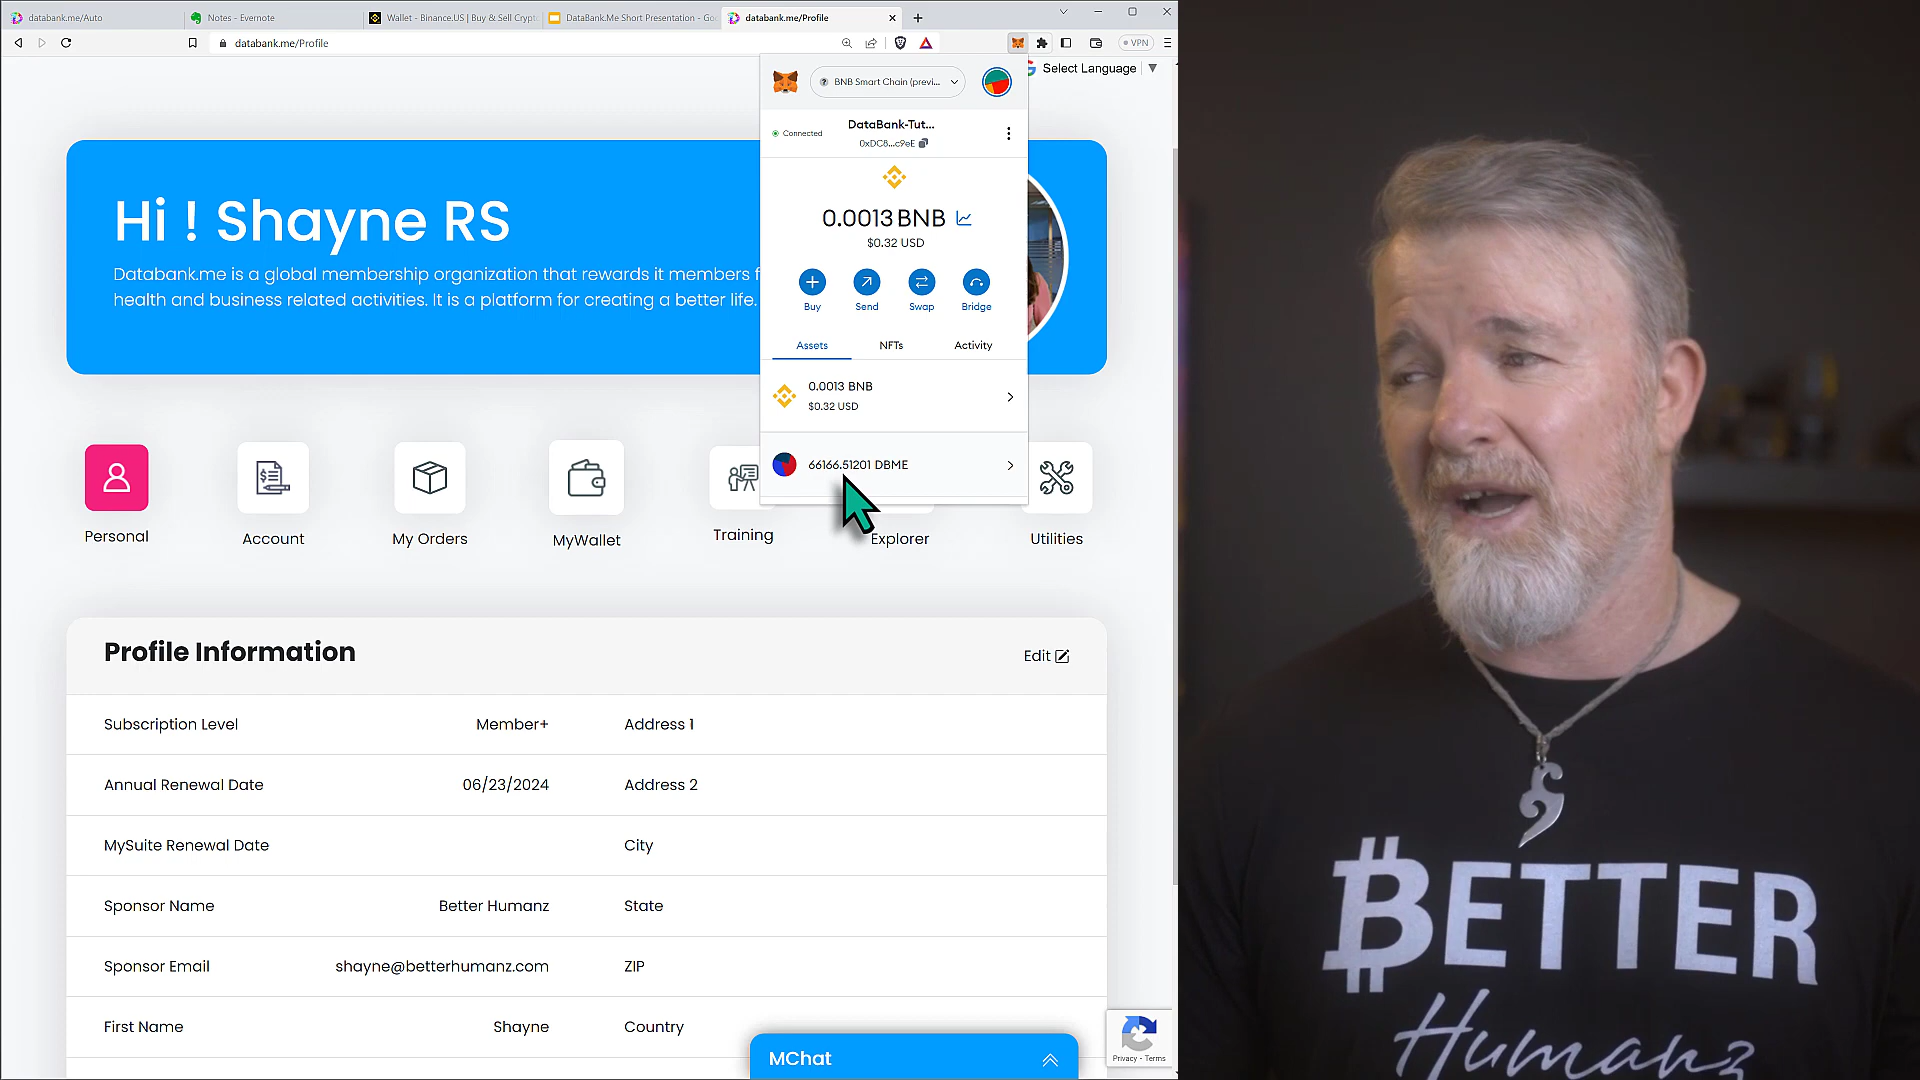 databank.me/Auto
Notes - Evernote
Wallet - Binance.US | Buy & Sell Crypt
DataBank.Me Short Presentation - Go
databank.me/Profile
databank.me/Profile
VPN
Select Language
BNB Smart Chain (previ...
Connected
DataBank-Tut...
0xDC8...c9eE
0.0013 BNB
$0.32 USD
Buy
Send
Swap
Bridge
Assets
NFTs
Activity
0.0013 BNB
$0.32 USD
66166.51201 DBME
Hi ! Shayne RS
Databank.me is a global membership organization that rewards it members f
health and business related activities. It is a platform for creating a better life.
Personal
Account
My Orders
MyWallet
Training
Explorer
Utilities
Profile Information
Edit
Subscription Level
Member+
Address 1
Annual Renewal Date
06/23/2024
Address 2
MySuite Renewal Date
City
Sponsor Name
Better Humanz
State
Sponsor Email
shayne@betterhumanz.com
ZIP
First Name
Shayne
Country
MChat
Privacy - Terms
₿ETTER
Humanz